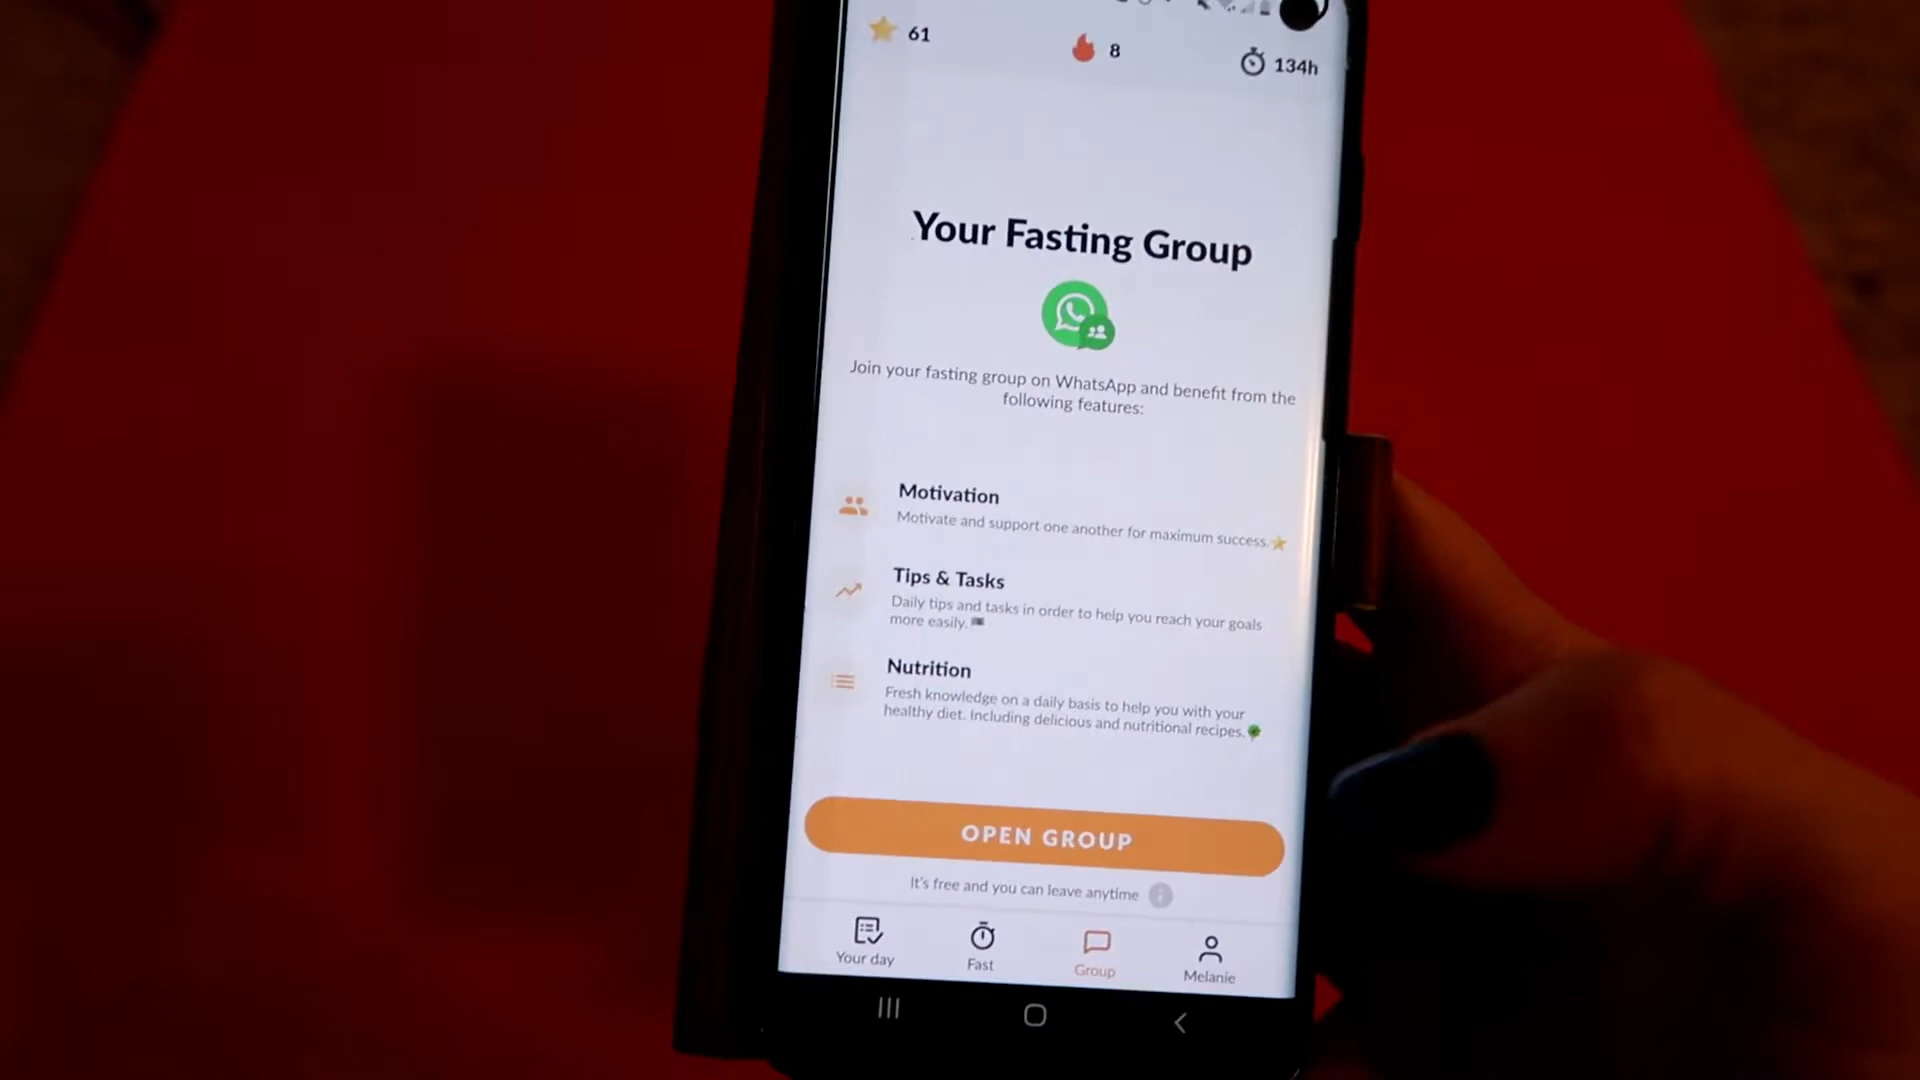 61 8 134h
Your Fasting Group
Join your fasting group on WhatsApp and benefit from the
following features:
Motivation
Motivate and support one another for maximum success.
Tips & Tasks
Daily tips and tasks in order to help you reach your goals
more easily.
Nutrition
Fresh knowledge on a daily basis to help you with your
healthy diet. Including delicious and nutritional recipes.
OPEN GROUP
It's free and you can leave anytime
Your day Fast Group Melanie